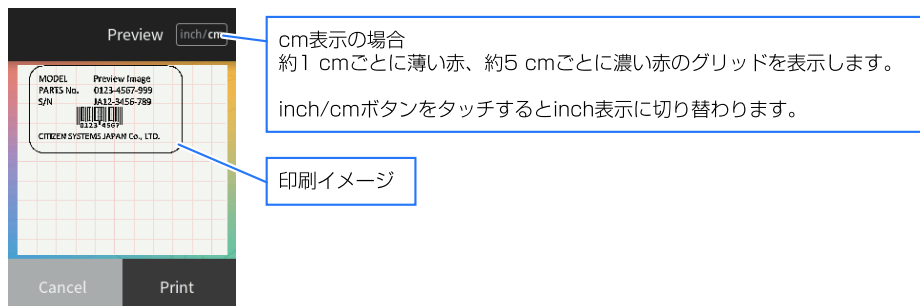 Preview inch/cm
MODEL Preview Image
PARTS No. 0123-4567-999
S/N JA12-3456-789
0123 4567
CITIZEN SYSTEMS JAPAN Co., LTD.
Cancel Print
cm表示の場合
約1 cmごとに薄い赤、約5 cmごとに濃い赤のグリッドを表示します。
inch/cmボタンをタッチするとinch表示に切り替わります。
印刷イメージ